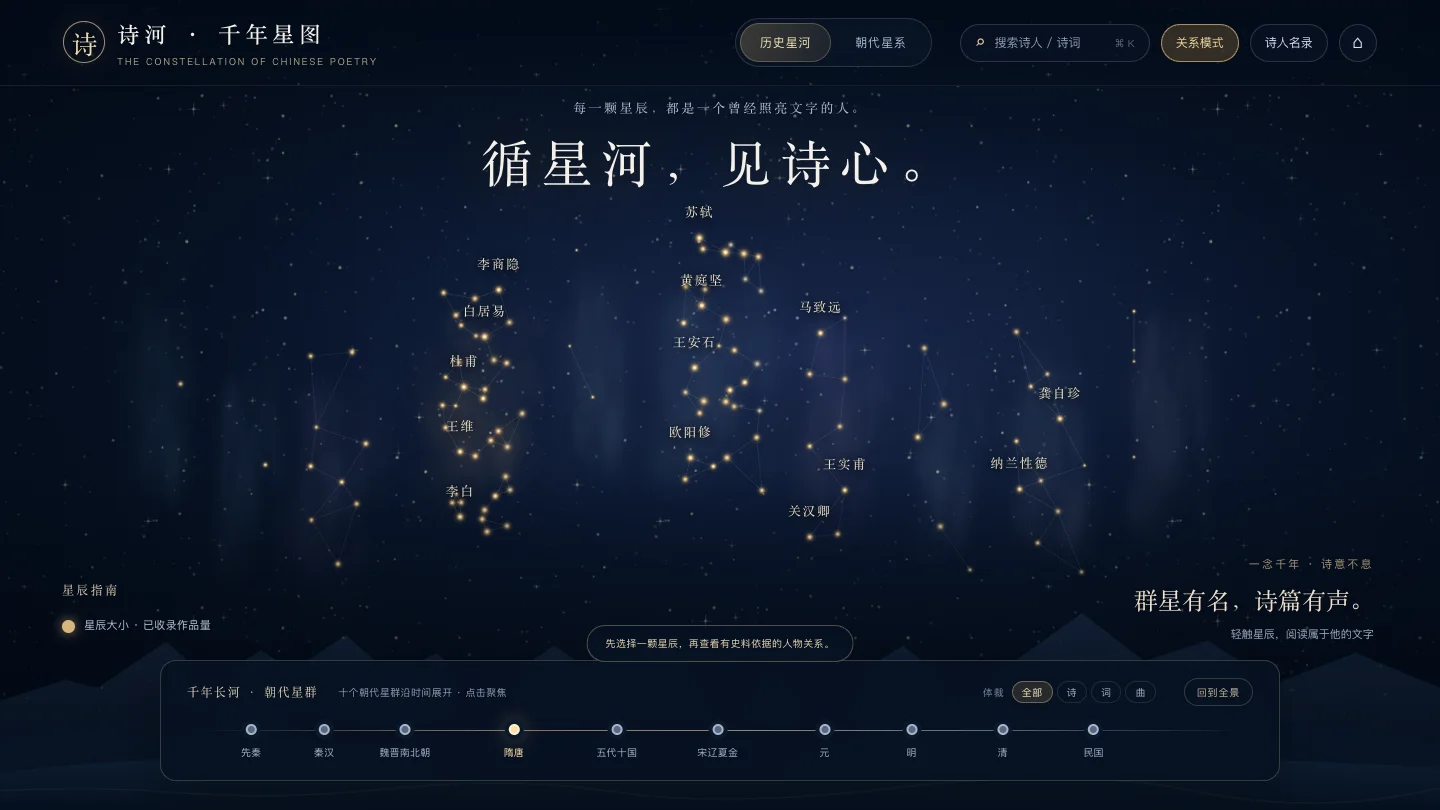 诗
诗河 · 千年星图
THE CONSTELLATION OF CHINESE POETRY
历史星河
朝代星系
搜索诗人 / 诗词
⌘ K
关系模式
诗人名录
每一颗星辰，都是一个曾经照亮文字的人。
循星河，见诗心。
苏轼
李商隐
黄庭坚
白居易
马致远
王安石
杜甫
龚自珍
王维
欧阳修
王实甫
纳兰性德
李白
关汉卿
星辰指南
星辰大小 · 已收录作品量
一念千年 · 诗意不息
群星有名，诗篇有声。
轻触星辰，阅读属于他的文字
先选择一颗星辰，再查看有史料依据的人物关系。
千年长河 · 朝代星群
十个朝代星群沿时间展开 · 点击聚焦
体裁
全部
诗
词
曲
回到全景
先秦
秦汉
魏晋南北朝
隋唐
五代十国
宋辽夏金
元
明
清
民国